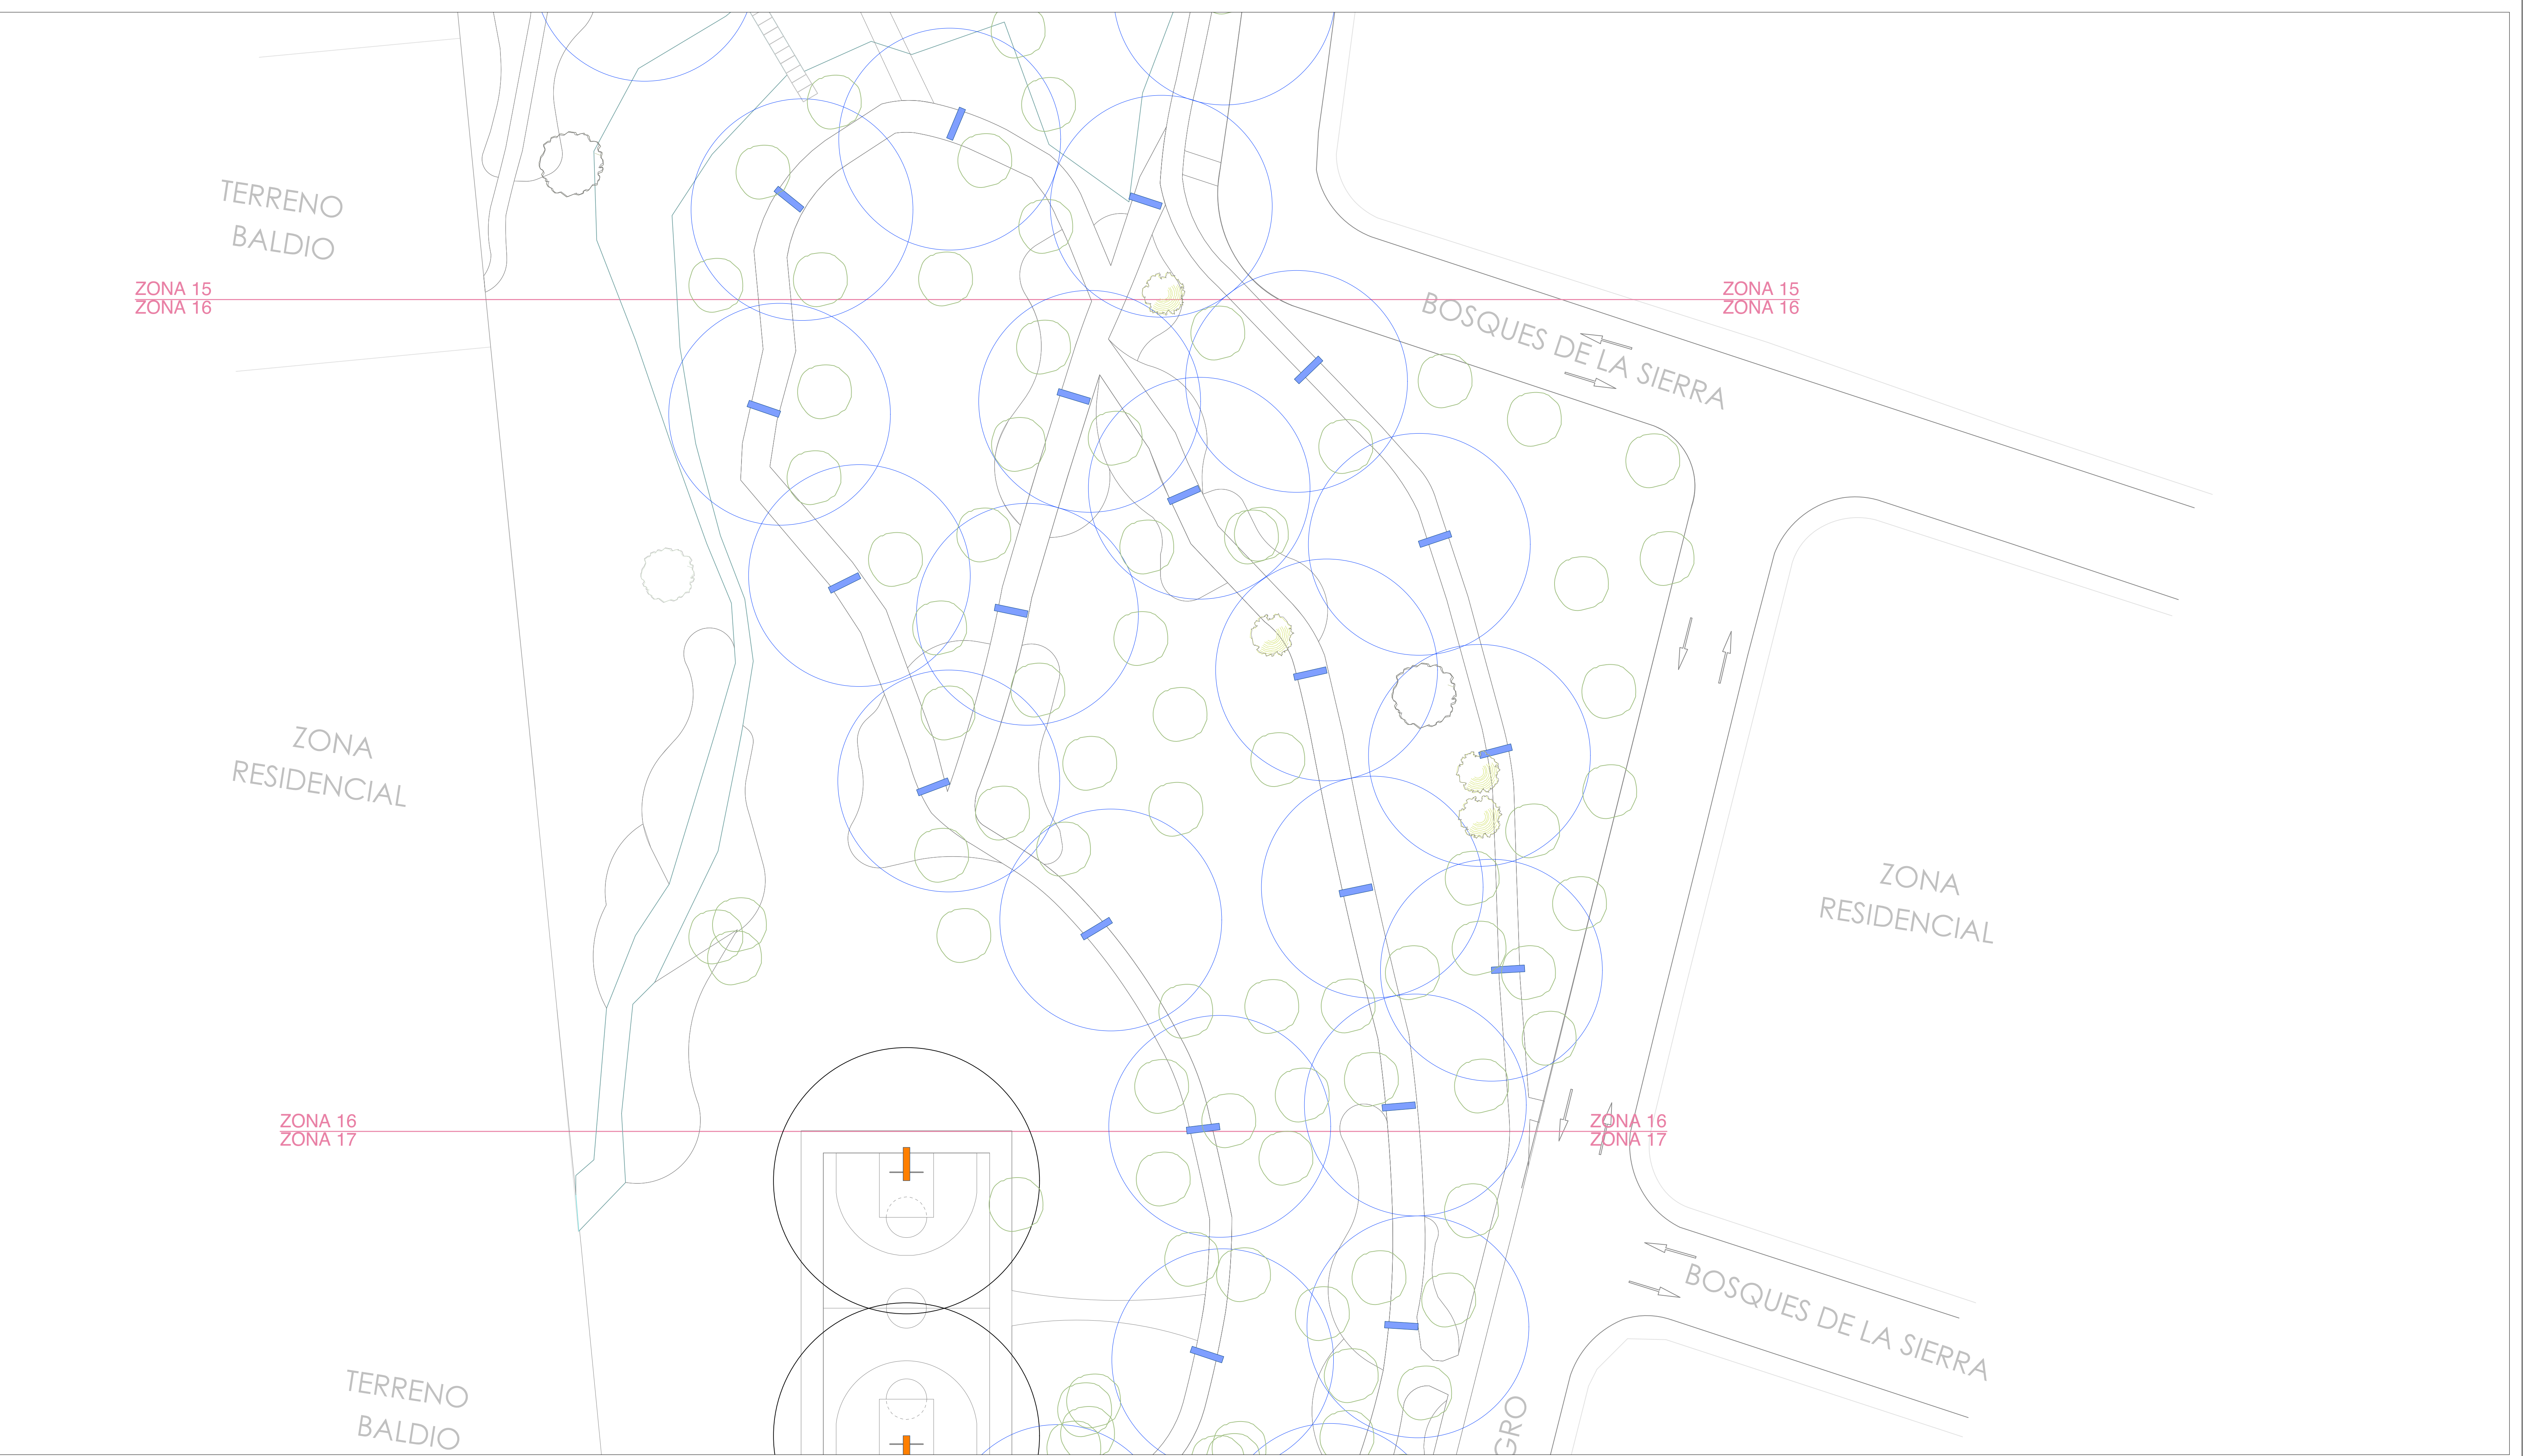 TERRENO
BALDIO
ZONA 15
ZONA 16
ZONA 15
ZONA 16
BOSQUES DE LA SIERRA
ZONA
RESIDENCIAL
ZONA
RESIDENCIAL
ZONA 16
ZONA 17
ZONA 16
ZONA 17
BOSQUES DE LA SIERRA
TERRENO
BALDIO
GRO